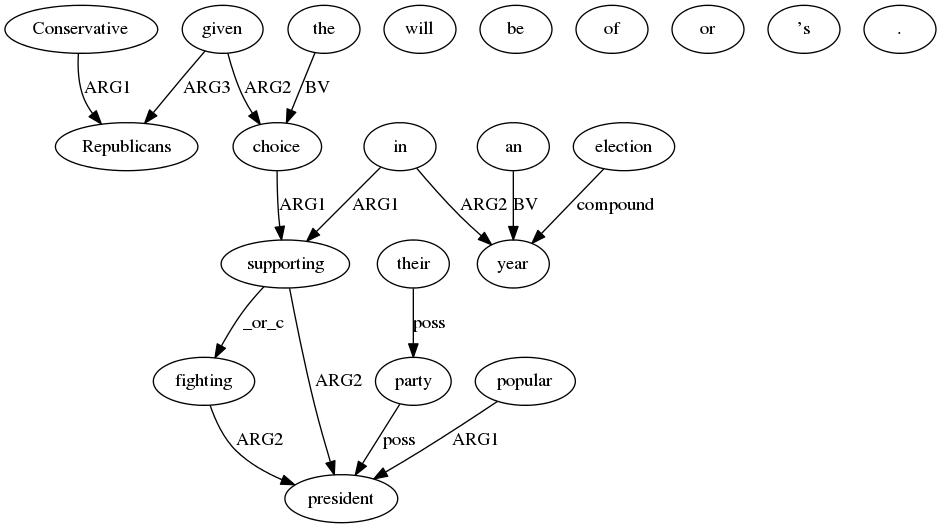 Conservative given the will be of or 's .
ARG1 ARG3 ARG2 BV
Republicans choice in an election
ARG1 ARG1 ARG2 BV compound
supporting their year
_or_c poss
fighting ARG2 party popular
ARG2 poss ARG1
president